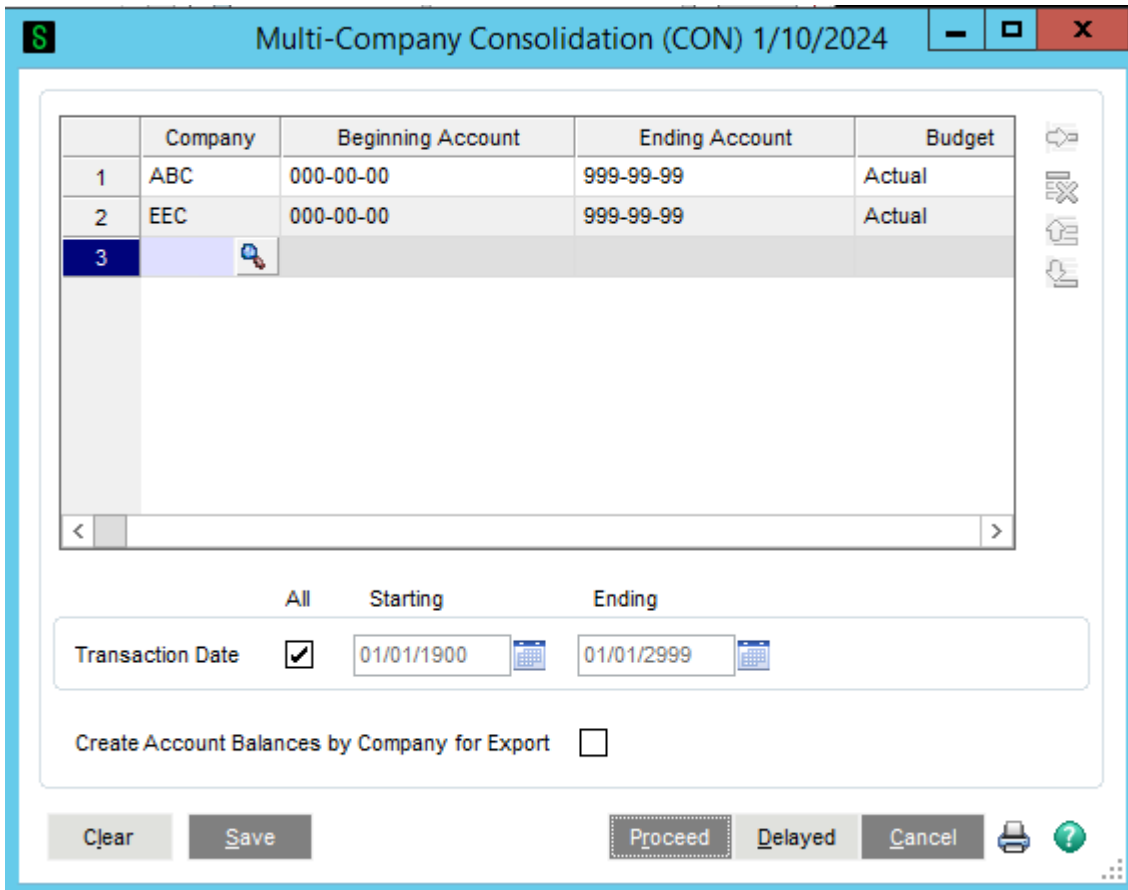 S Multi-Company Consolidation (CON) 1/10/2024
Company Beginning Account Ending Account Budget
1 ABC 000-00-00 999-99-99 Actual
2 EEC 000-00-00 999-99-99 Actual
3
All Starting Ending
Transaction Date 01/01/1900 01/01/2999
Create Account Balances by Company for Export
Clear Save Proceed Delayed Cancel ?